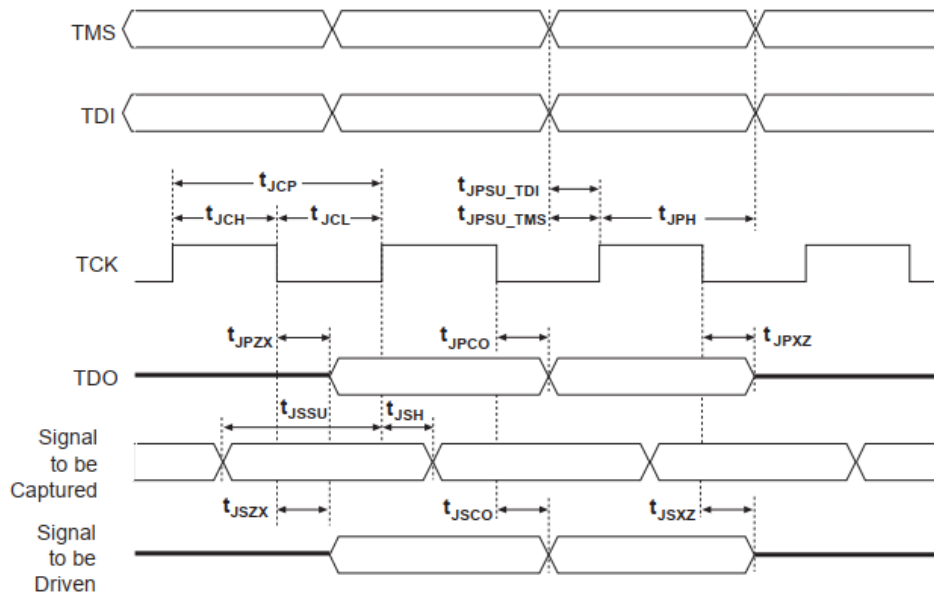 TMS
TDI
tJCP
tJCH
tJCL
tJPSU_TDI
tJPSU_TMS
tJPH
TCK
tJPZX
tJPCO
tJPXZ
TDO
tJSSU
tJSH
Signal
to be
Captured
tJSZX
tJSCO
tJSXZ
Signal
to be
Driven